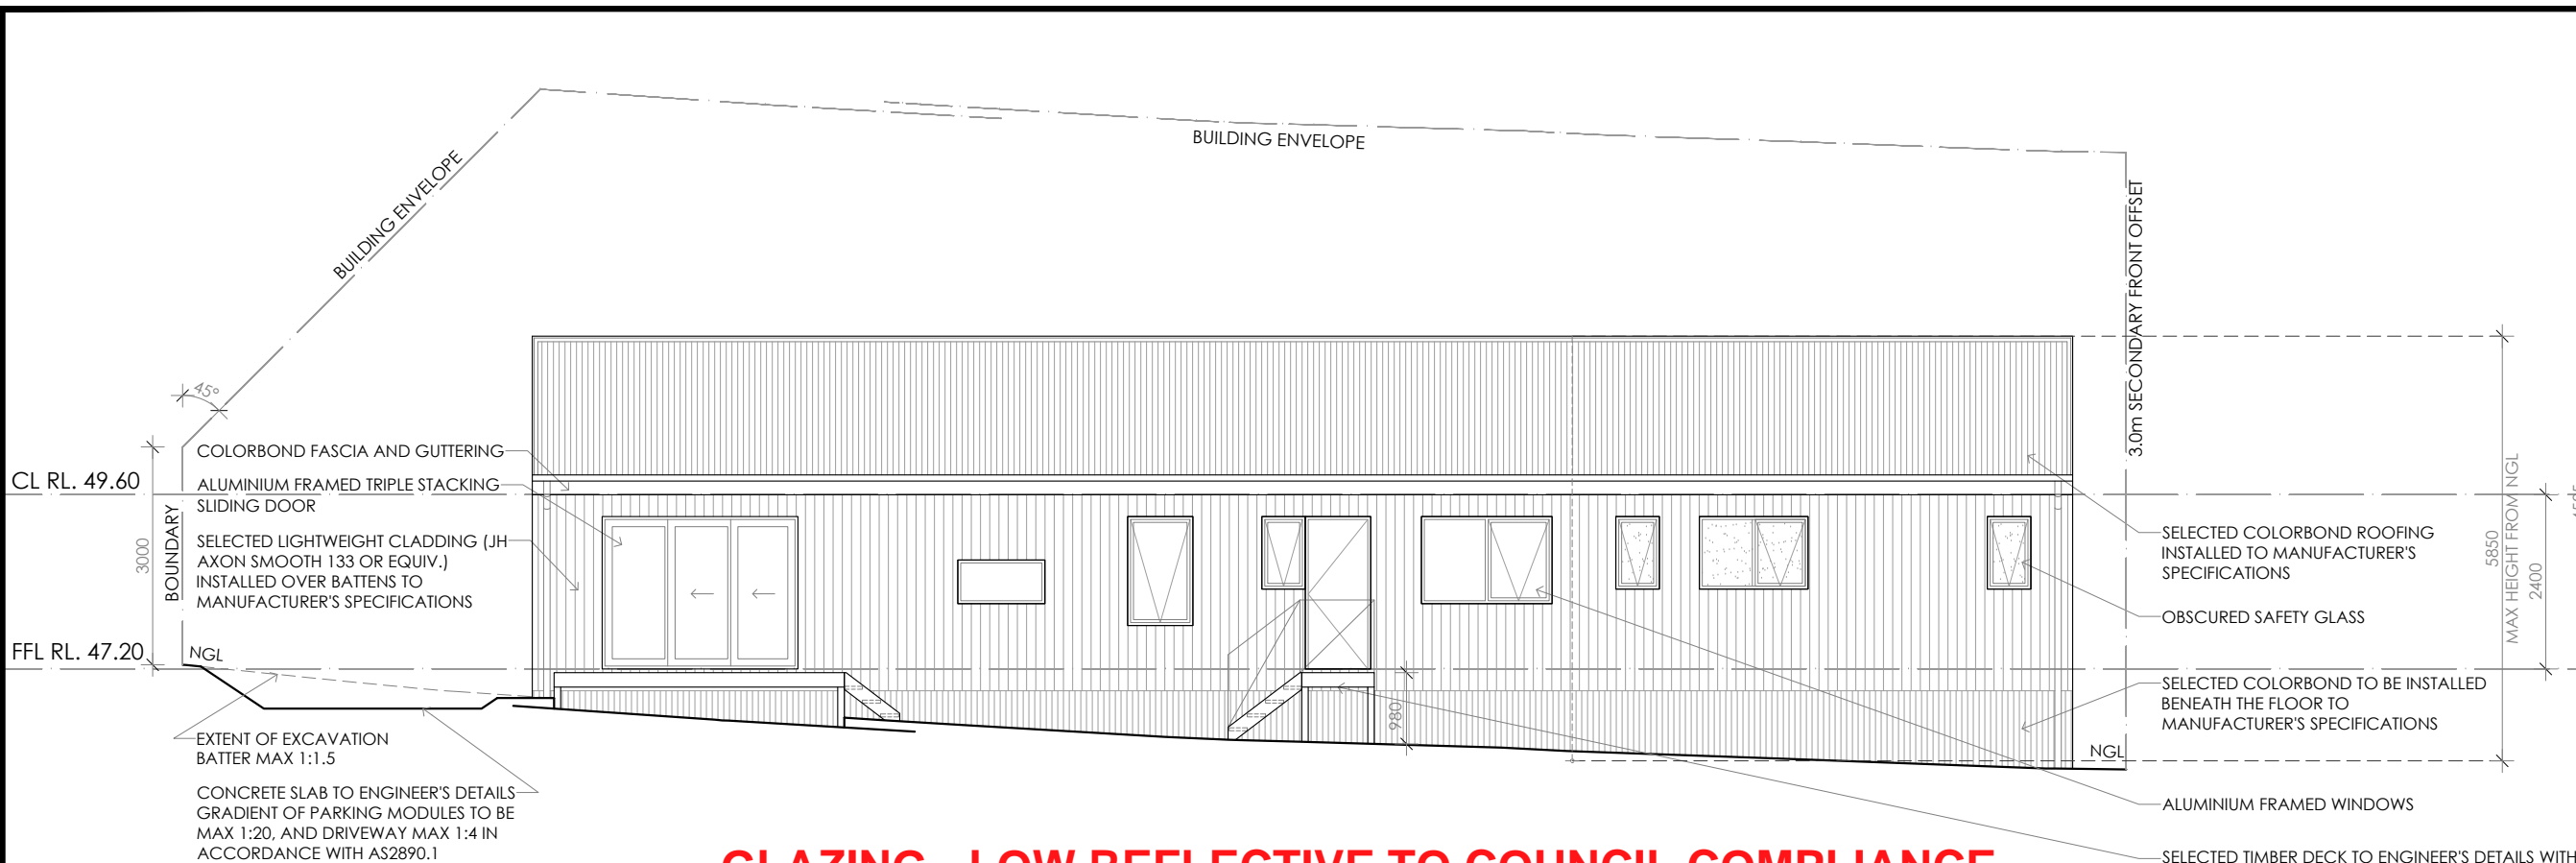 BUILDING ENVELOPE
BUILDING ENVELOPE
3.0m SECONDARY FRONT OFFSET
45°
COLORBOND FASCIA AND GUTTERING
CL RL. 49.60
ALUMINIUM FRAMED TRIPLE STACKING
SLIDING DOOR
BOUNDARY
3000
SELECTED LIGHTWEIGHT CLADDING (JH
AXON SMOOTH 133 OR EQUIV.)
INSTALLED OVER BATTENS TO
MANUFACTURER'S SPECIFICATIONS
FFL RL. 47.20
NGL
EXTENT OF EXCAVATION
BATTER MAX 1:1.5
CONCRETE SLAB TO ENGINEER'S DETAILS
GRADIENT OF PARKING MODULES TO BE
MAX 1:20, AND DRIVEWAY MAX 1:4 IN
ACCORDANCE WITH AS2890.1
980
SELECTED COLORBOND ROOFING
INSTALLED TO MANUFACTURER'S
SPECIFICATIONS
OBSCURED SAFETY GLASS
5850
MAX HEIGHT FROM NGL
2400
SELECTED COLORBOND TO BE INSTALLED
BENEATH THE FLOOR TO
MANUFACTURER'S SPECIFICATIONS
NGL
ALUMINIUM FRAMED WINDOWS
SELECTED TIMBER DECK TO ENGINEER'S DETAILS WITH
GLAZING - LOW REFLECTIVE TO COUNCIL COMPLIANCE